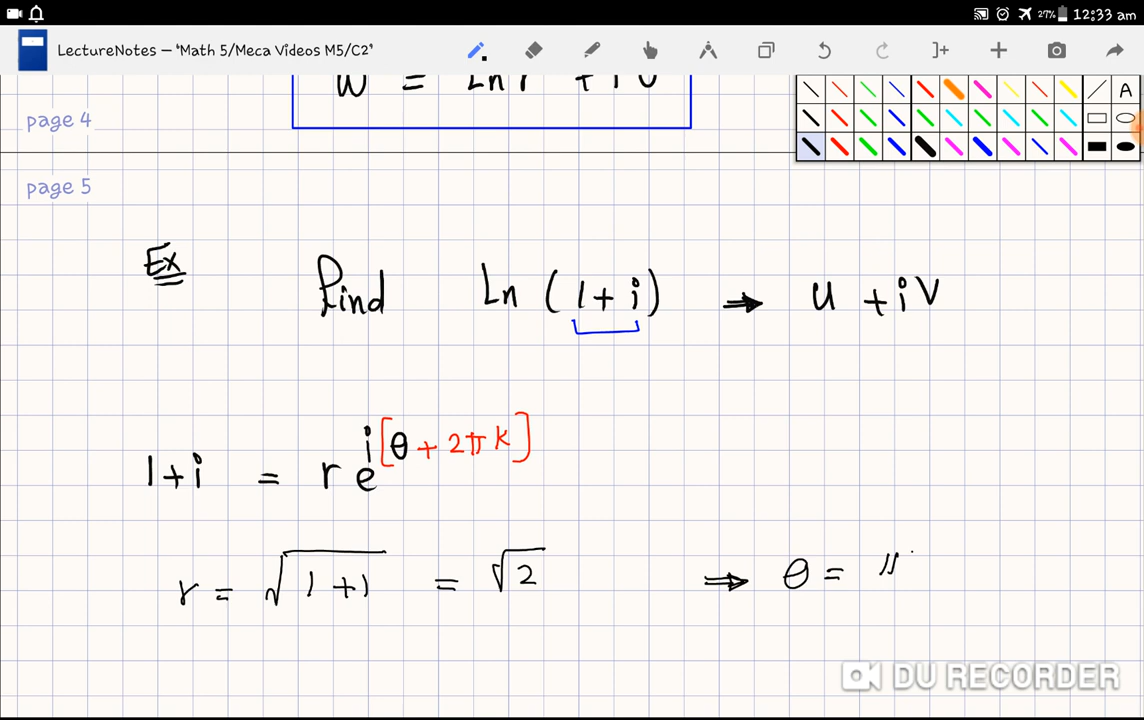 27% 12:33 am
LectureNotes – ‘Math 5/Meca Videos M5/C2’
A
page 4
page 5
Ex Find Ln (1 + i) ⇒ u + iv
1+i = r e^{i[θ + 2πk]}
r = √(1+1) = √2 ⇒ θ =
DU RECORDER